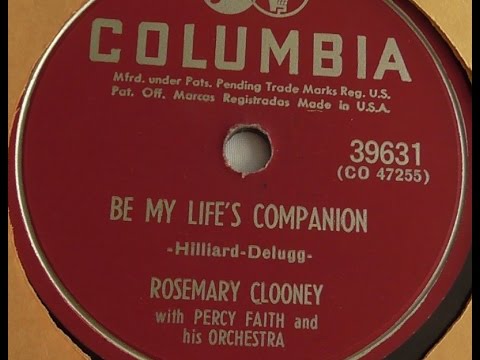 COLUMBIA
Mfrd. under Pats. Pending Trade Marks Reg. U.S.
Pat. Off. Marcas Registradas Made in U.S.A.
39631
(CO 47255)
BE MY LIFE'S COMPANION
-Hilliard-Delugg-
ROSEMARY CLOONEY
with PERCY FAITH and
his ORCHESTRA